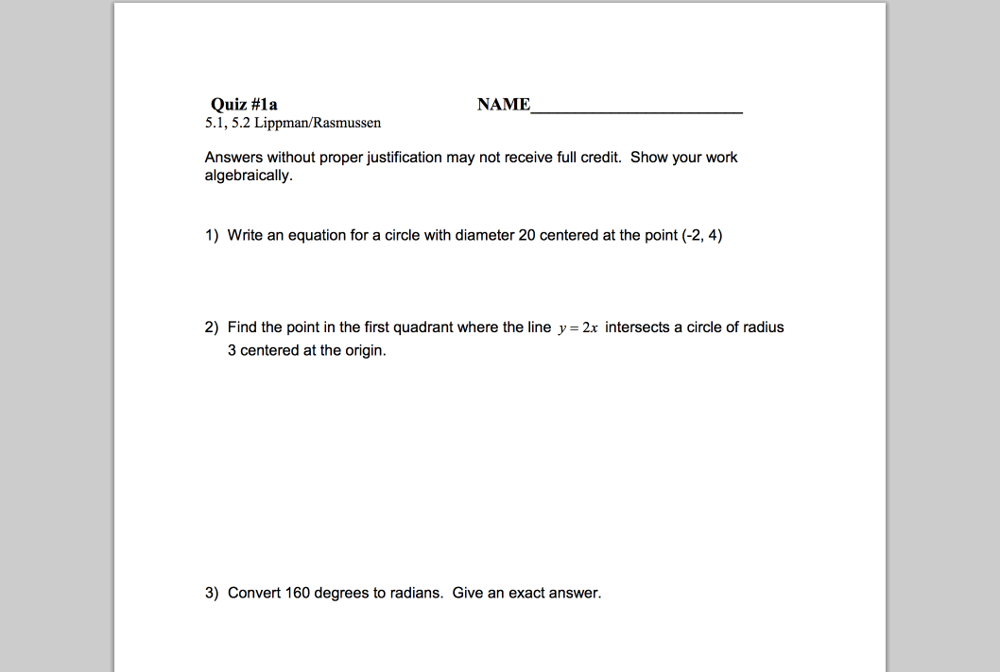 Quiz #1a NAME
5.1, 5.2 Lippman/Rasmussen
Answers without proper justification may not receive full credit. Show your work
algebraically.
1) Write an equation for a circle with diameter 20 centered at the point (-2, 4)
2) Find the point in the first quadrant where the line y = 2x intersects a circle of radius
3 centered at the origin.
3) Convert 160 degrees to radians. Give an exact answer.